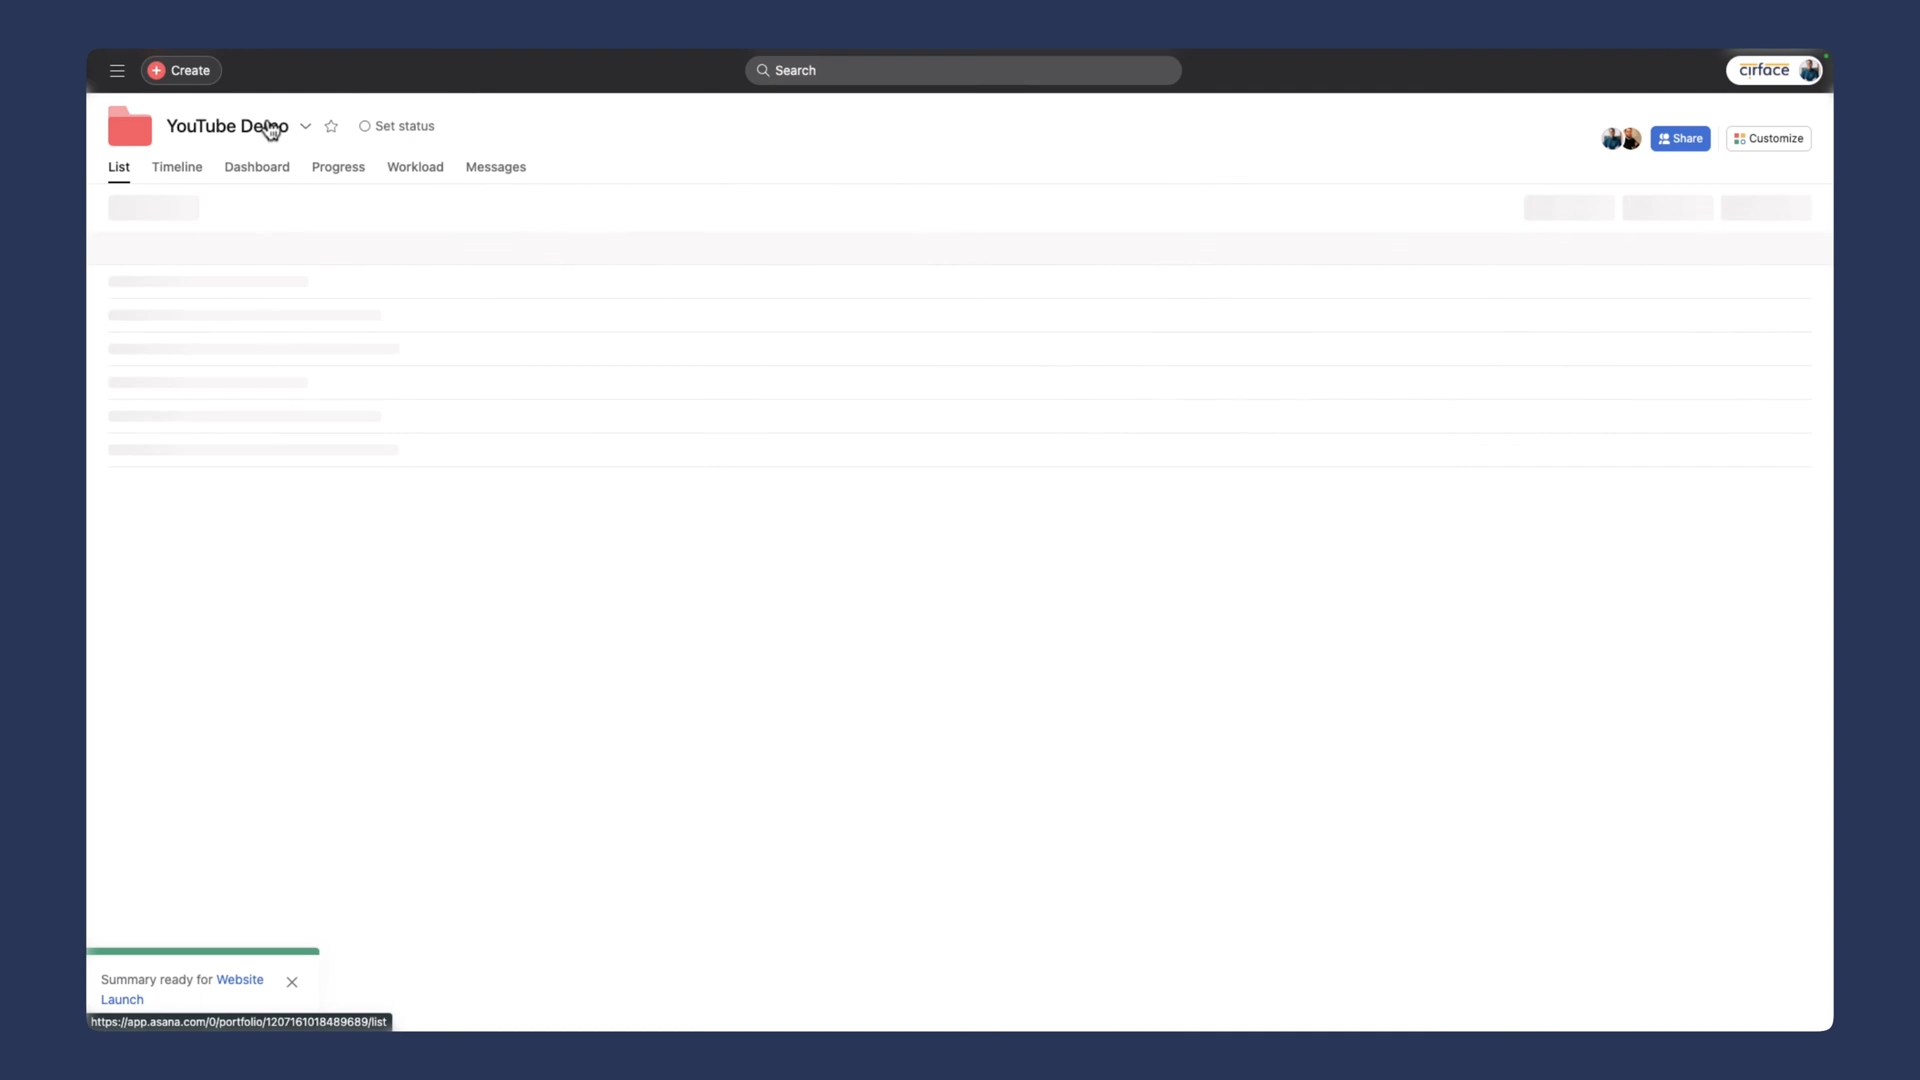 Create
Search
cirface
YouTube Demo
Set status
Share
Customize
List
Timeline
Dashboard
Progress
Workload
Messages
Summary ready for Website
Launch
https://app.asana.com/0/portfolio/1207161018489689/list